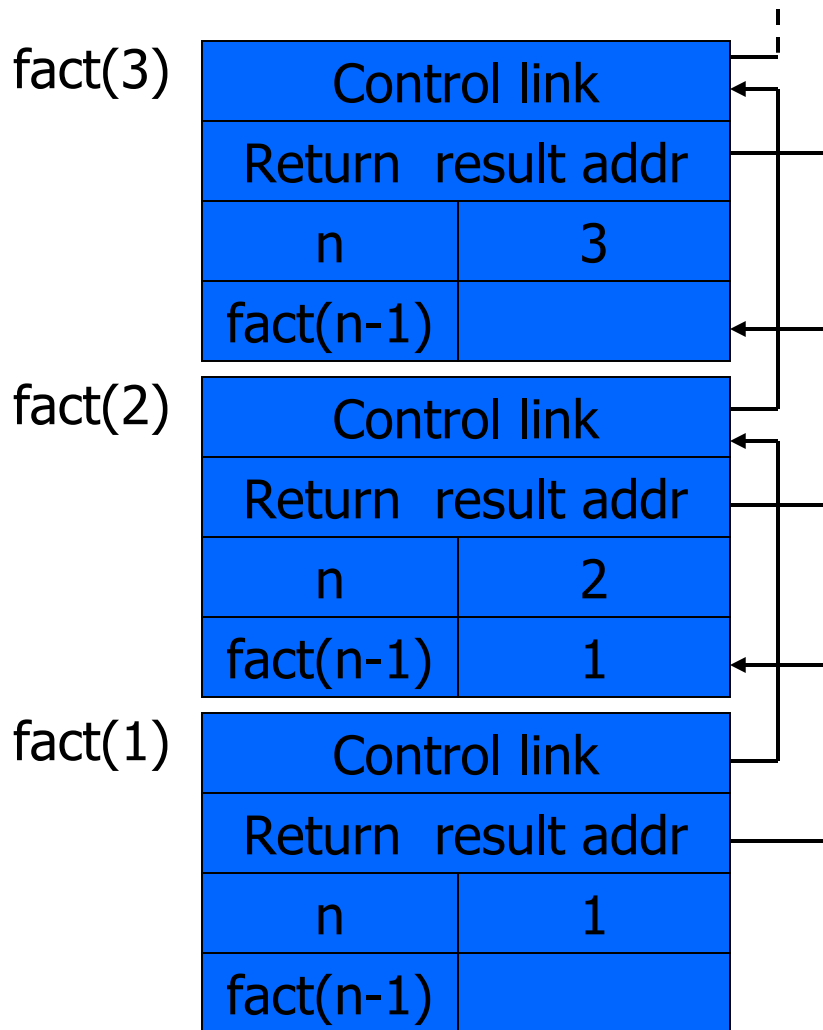 fact(3)
Control link
Return result addr
n 3
fact(n-1)
fact(2)
Control link
Return result addr
n 2
fact(n-1) 1
fact(1)
Control link
Return result addr
n 1
fact(n-1)